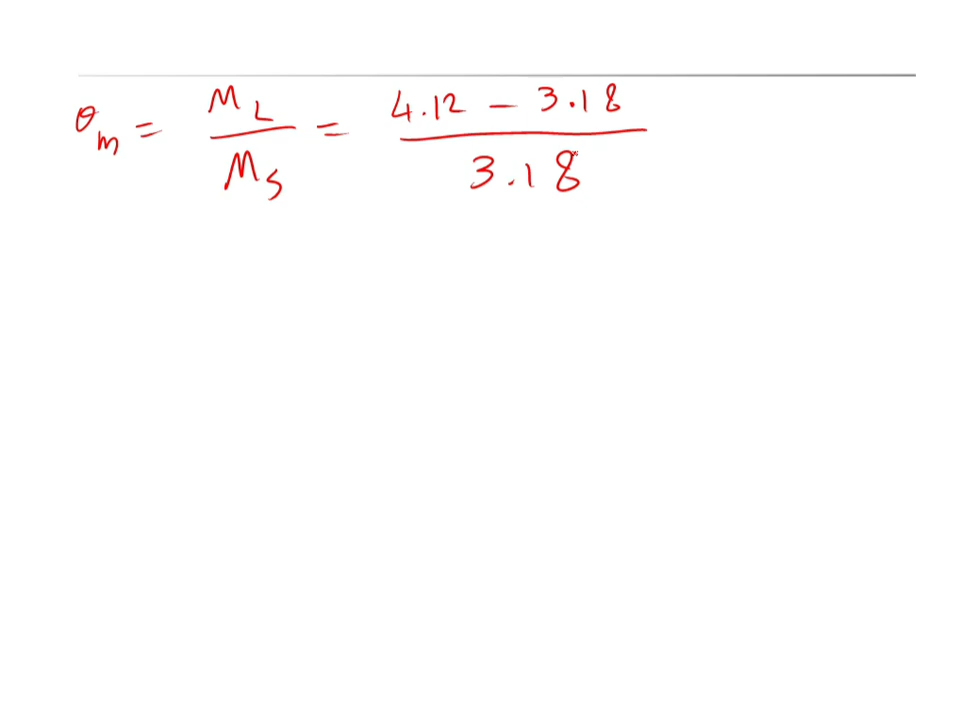 θm = ML / MS = 4.12 − 3.18 / 3.18